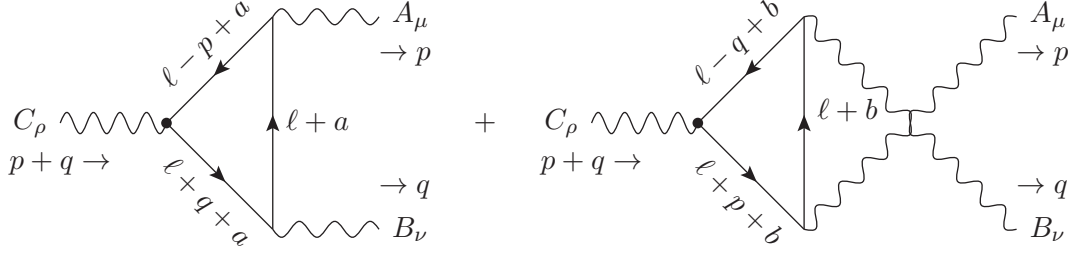 ℓ − p + a
A_μ
→ p
C_ρ
p + q →
ℓ + a
ℓ + q + a
→ q
B_ν
+
ℓ − q + b
A_μ
→ p
C_ρ
p + q →
ℓ + b
ℓ + p + b
→ q
B_ν